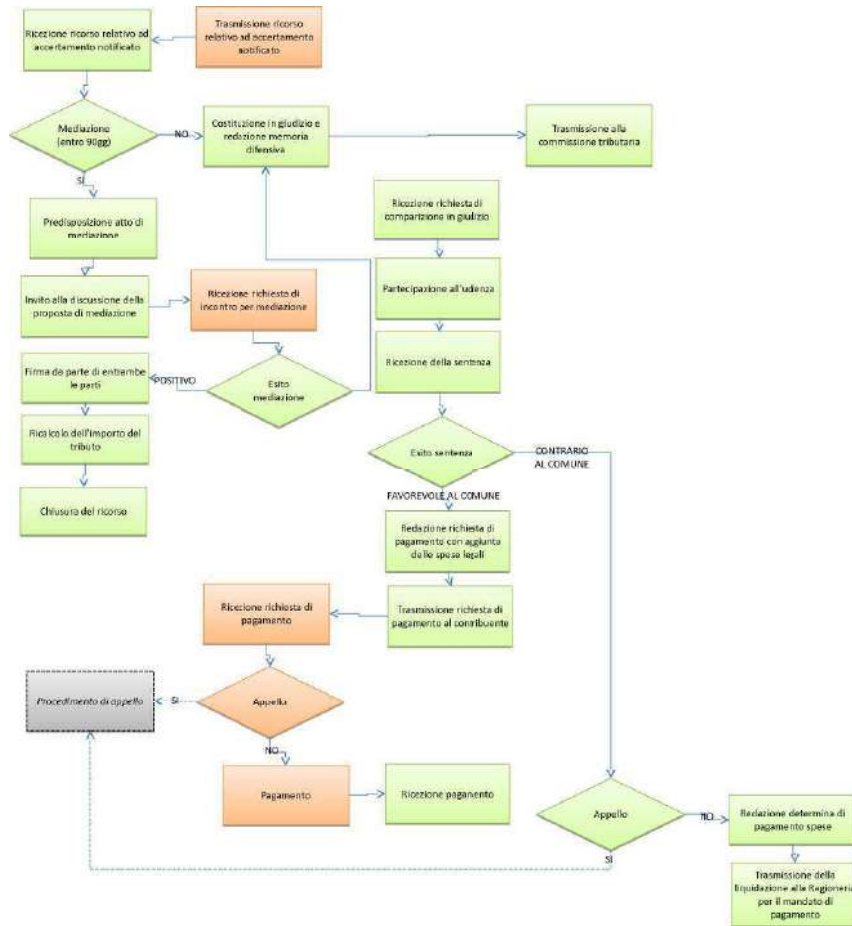 Ricezione ricorso relativo ad
accertamento notificato
Trasmissione ricorso
relativo ad accertamento
notificato
Mediazione
(entro 90gg)
NO
Costituzione in giudizio e
redazione memoria
difensiva
Trasmissione alla
commissione tributaria
SI
Predisposizione atto di
mediazione
Ricezione richiesta di
comparizione in giudizio
Invito alla discussione della
proposta di mediazione
Ricezione richiesta di
incontro per mediazione
Partecipazione all'udienza
Ricezione della sentenza
Firma da parte di entrambe
le parti
POSITIVO
Esito
mediazione
Ricalcolo dell'importo del
tributo
Chiusura del ricorso
Esito sentenza
CONTRARIO
AL COMUNE
FAVOREVOLE AL COMUNE
Redazione richiesta di
pagamento con aggiunta
delle spese legali
Trasmissione richiesta di
pagamento al contribuente
Ricezione richiesta di
pagamento
Procedimento di appello
SI
Appello
NO
Pagamento
Ricezione pagamento
Appello
NO
Redazione determina di
pagamento spese
SI
Trasmissione della
liquidazione alla Ragioneria
per il mandato di
pagamento